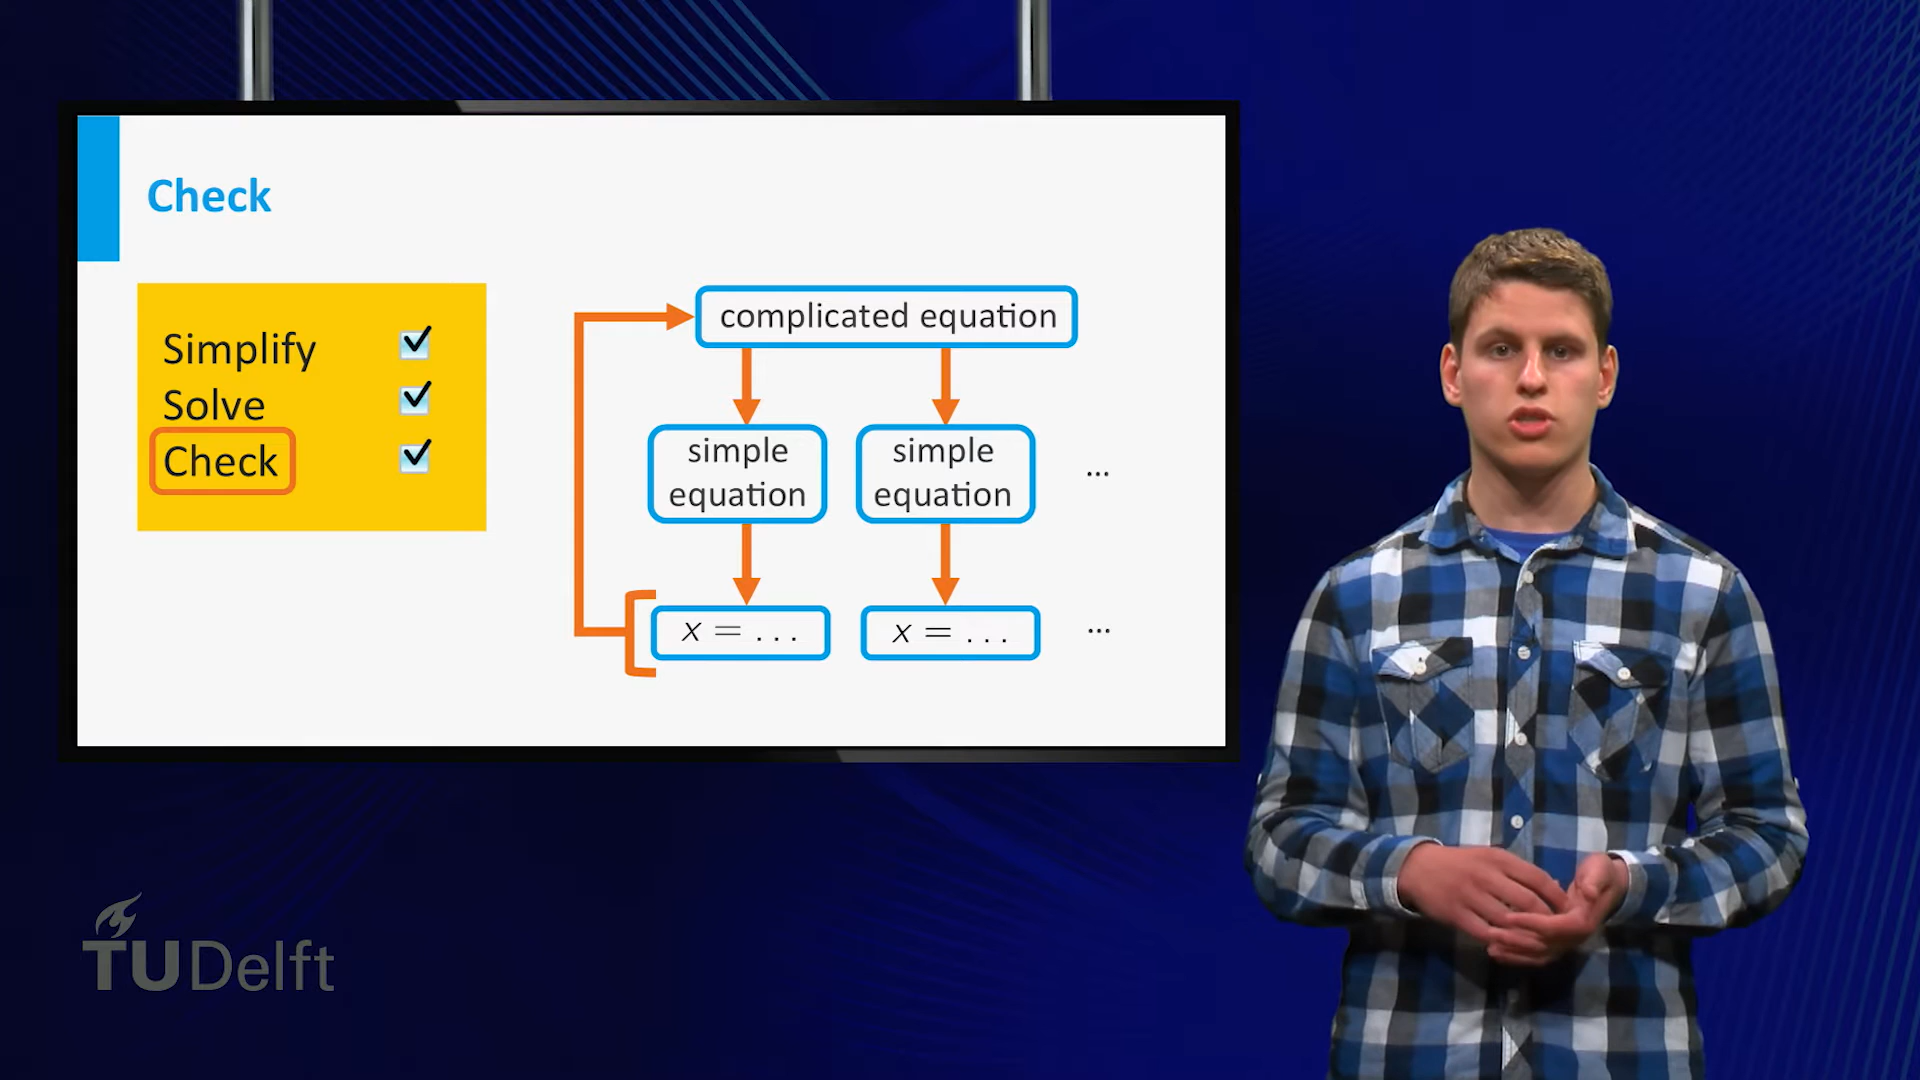 Check
Simplify
Solve
Check
complicated equation
simple
equation
simple
equation
...
x = ...
x = ...
...
TUDelft